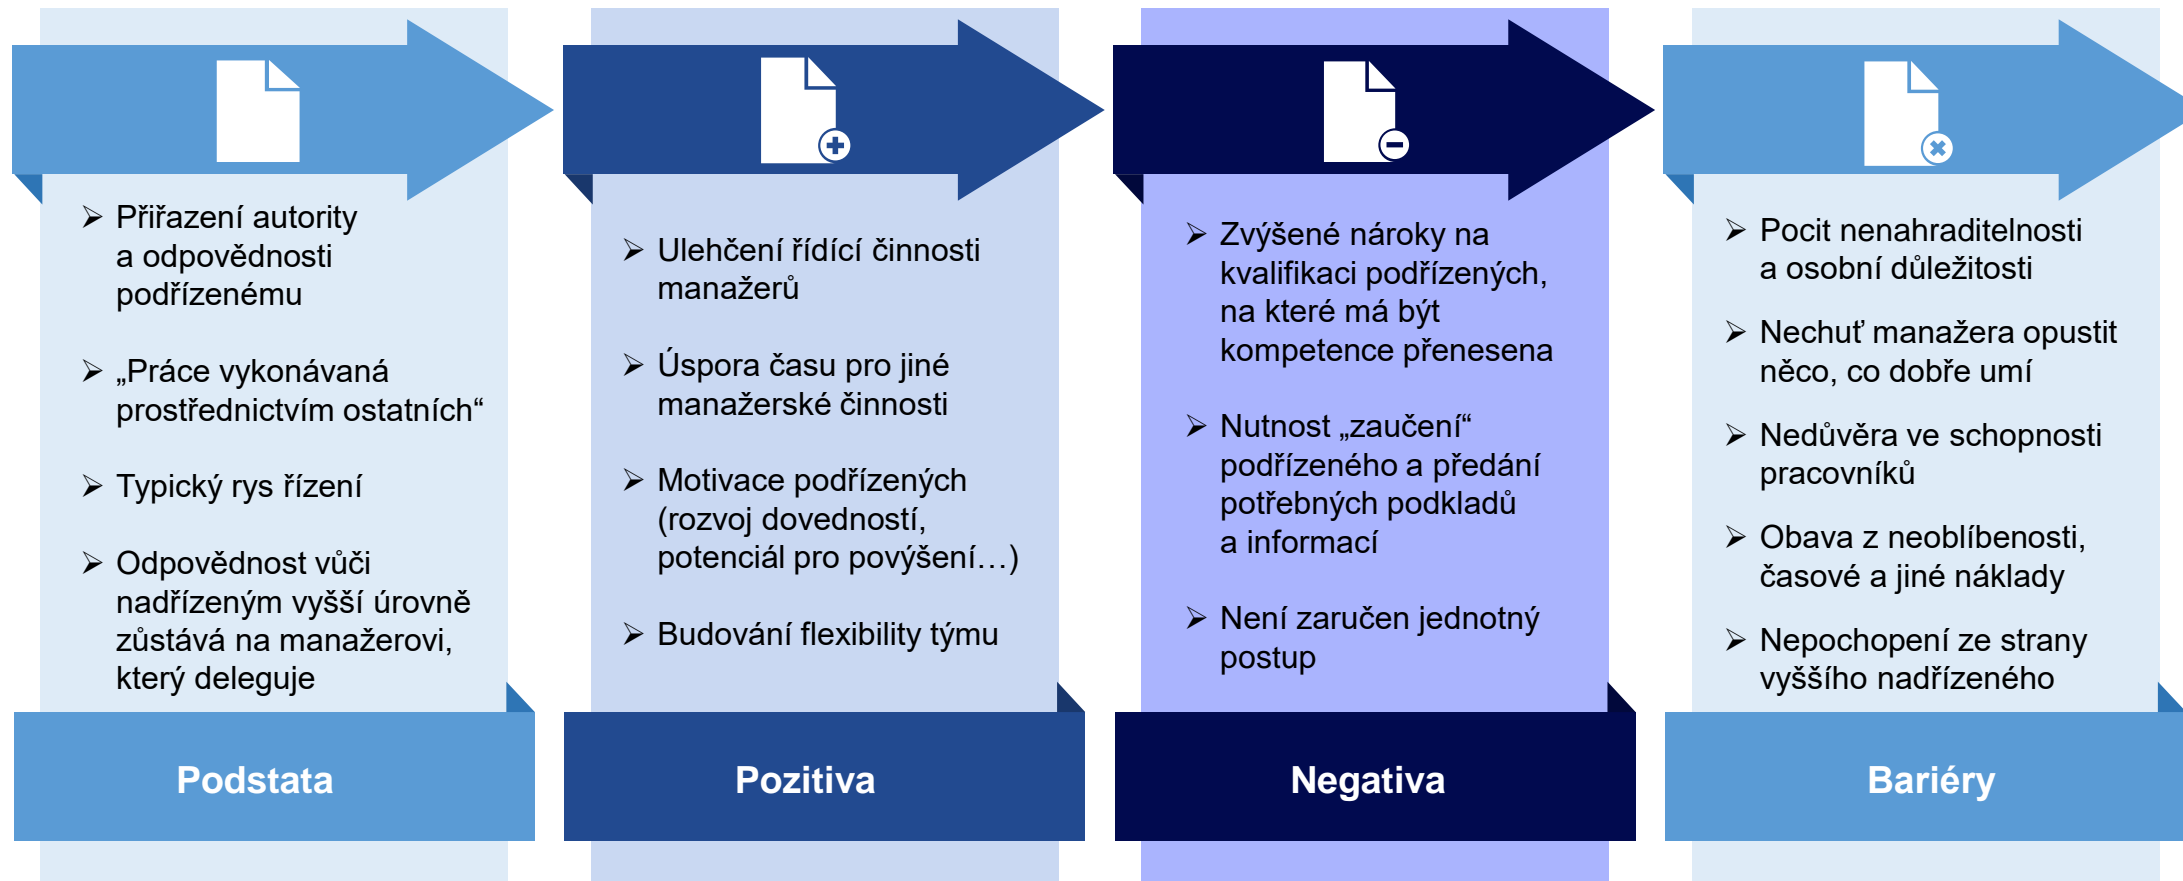 ➢ Přiřazení autority
a odpovědnosti
podřízenému
➢ „Práce vykonávaná
prostřednictvím ostatních“
➢ Typický rys řízení
➢ Odpovědnost vůči
nadřízeným vyšší úrovně
zůstává na manažerovi,
který deleguje
Podstata
➢ Ulehčení řídící činnosti
manažerů
➢ Úspora času pro jiné
manažerské činnosti
➢ Motivace podřízených
(rozvoj dovedností,
potenciál pro povýšení…)
➢ Budování flexibility týmu
Pozitiva
➢ Zvýšené nároky na
kvalifikaci podřízených,
na které má být
kompetence přenesena
➢ Nutnost „zaučení“
podřízeného a předání
potřebných podkladů
a informací
➢ Není zaručen jednotný
postup
Negativa
➢ Pocit nenahraditelnosti
a osobní důležitosti
➢ Nechuť manažera opustit
něco, co dobře umí
➢ Nedůvěra ve schopnosti
pracovníků
➢ Obava z neoblíbenosti,
časové a jiné náklady
➢ Nepochopení ze strany
vyššího nadřízeného
Bariéry